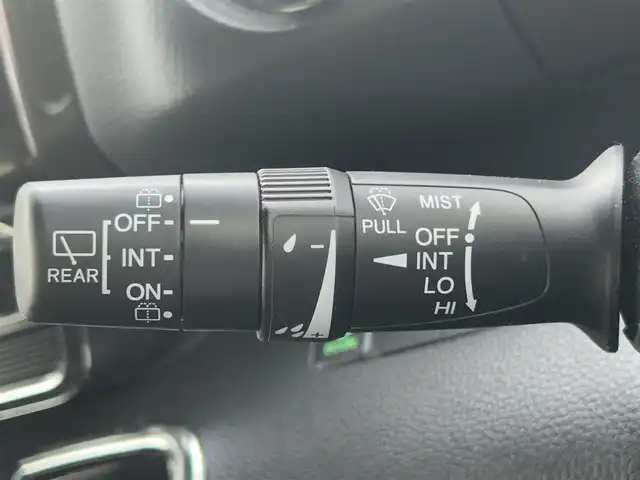 REAR
OFF
INT
ON
−
+
PULL
MIST
OFF
INT
LO
HI